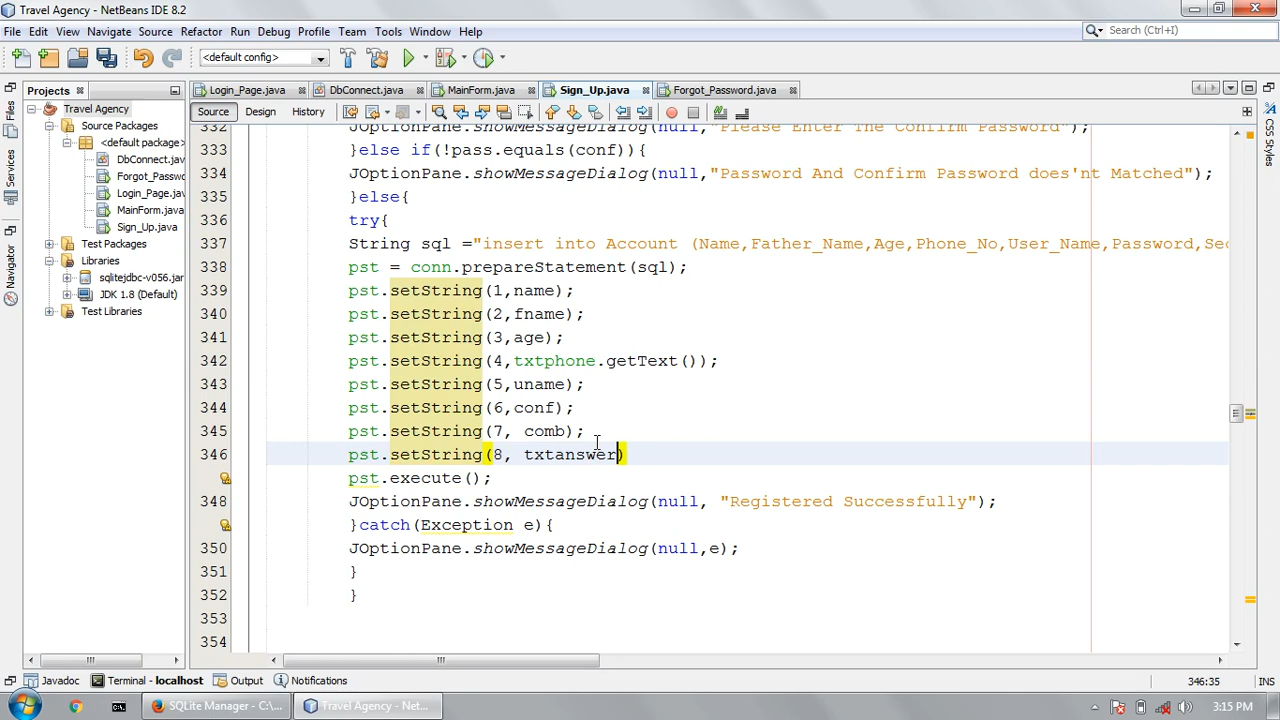 Travel Agency - NetBeans IDE 8.2
File Edit View Navigate Source Refactor Run Debug Profile Team Tools Window Help
Search (Ctrl+I)
<default config>
Projects
Login_Page.java DbConnect.java MainForm.java Sign_Up.java Forgot_Password.java
Source Design History
Files
Services
Navigator
CSS Styles
Travel Agency
Source Packages
<default package>
DbConnect.jav
Forgot_Passwo
Login_Page.jav
MainForm.java
Sign_Up.java
Test Packages
Libraries
sqlitejdbc-v056.jar
JDK 1.8 (Default)
Test Libraries
332 JOptionPane.showMessageDialog(null,"Please Enter The Confirm Password");
333 }else if(!pass.equals(conf)){
334 JOptionPane.showMessageDialog(null,"Password And Confirm Password does'nt Matched");
335 }else{
336 try{
337 String sql ="insert into Account (Name,Father_Name,Age,Phone_No,User_Name,Password,Sec
338 pst = conn.prepareStatement(sql);
339 pst.setString(1,name);
340 pst.setString(2,fname);
341 pst.setString(3,age);
342 pst.setString(4,txtphone.getText());
343 pst.setString(5,uname);
344 pst.setString(6,conf);
345 pst.setString(7, comb);
346 pst.setString(8, txtanswer)
pst.execute();
348 JOptionPane.showMessageDialog(null, "Registered Successfully");
}catch(Exception e){
350 JOptionPane.showMessageDialog(null,e);
351 }
352 }
353
354
Javadoc Terminal - localhost Output Notifications
346:35 INS
SQLite Manager - C:\... Travel Agency - Net...
3:15 PM